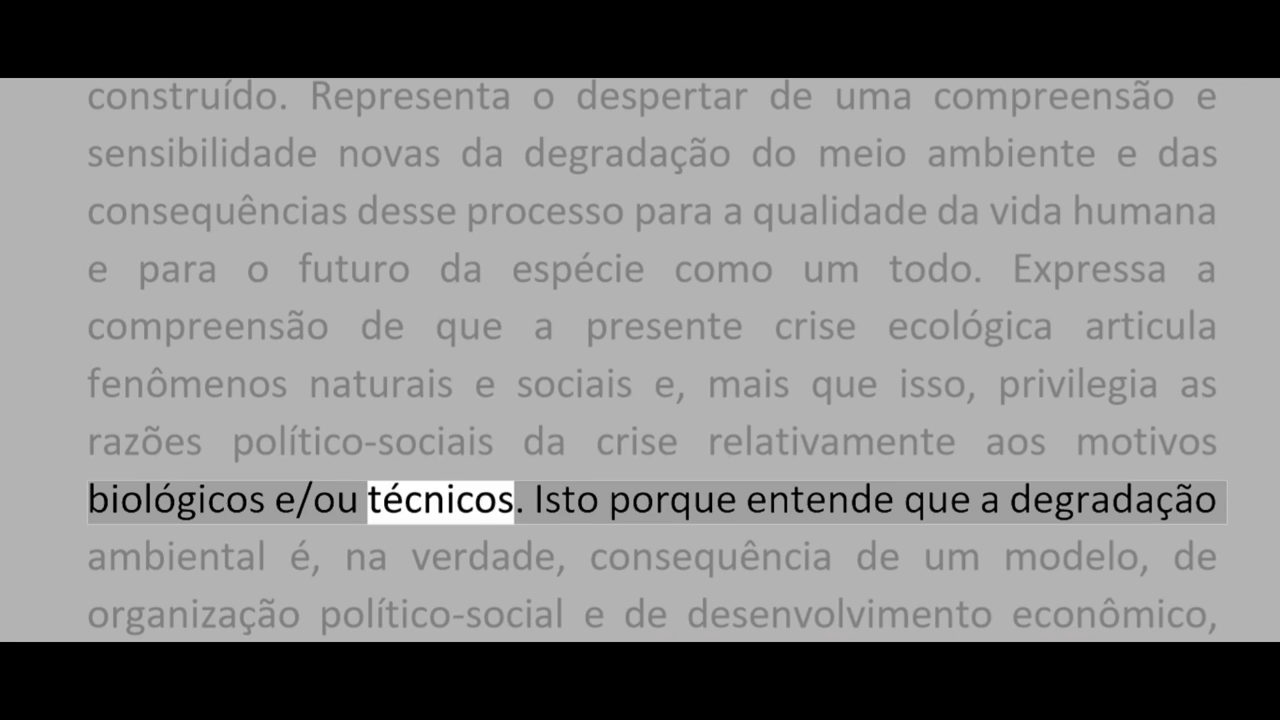 construído. Representa o despertar de uma compreensão e
sensibilidade novas da degradação do meio ambiente e das
consequências desse processo para a qualidade da vida humana
e para o futuro da espécie como um todo. Expressa a
compreensão de que a presente crise ecológica articula
fenômenos naturais e sociais e, mais que isso, privilegia as
razões político-sociais da crise relativamente aos motivos
biológicos e/ou técnicos. Isto porque entende que a degradação
ambiental é, na verdade, consequência de um modelo, de
organização político-social e de desenvolvimento econômico,